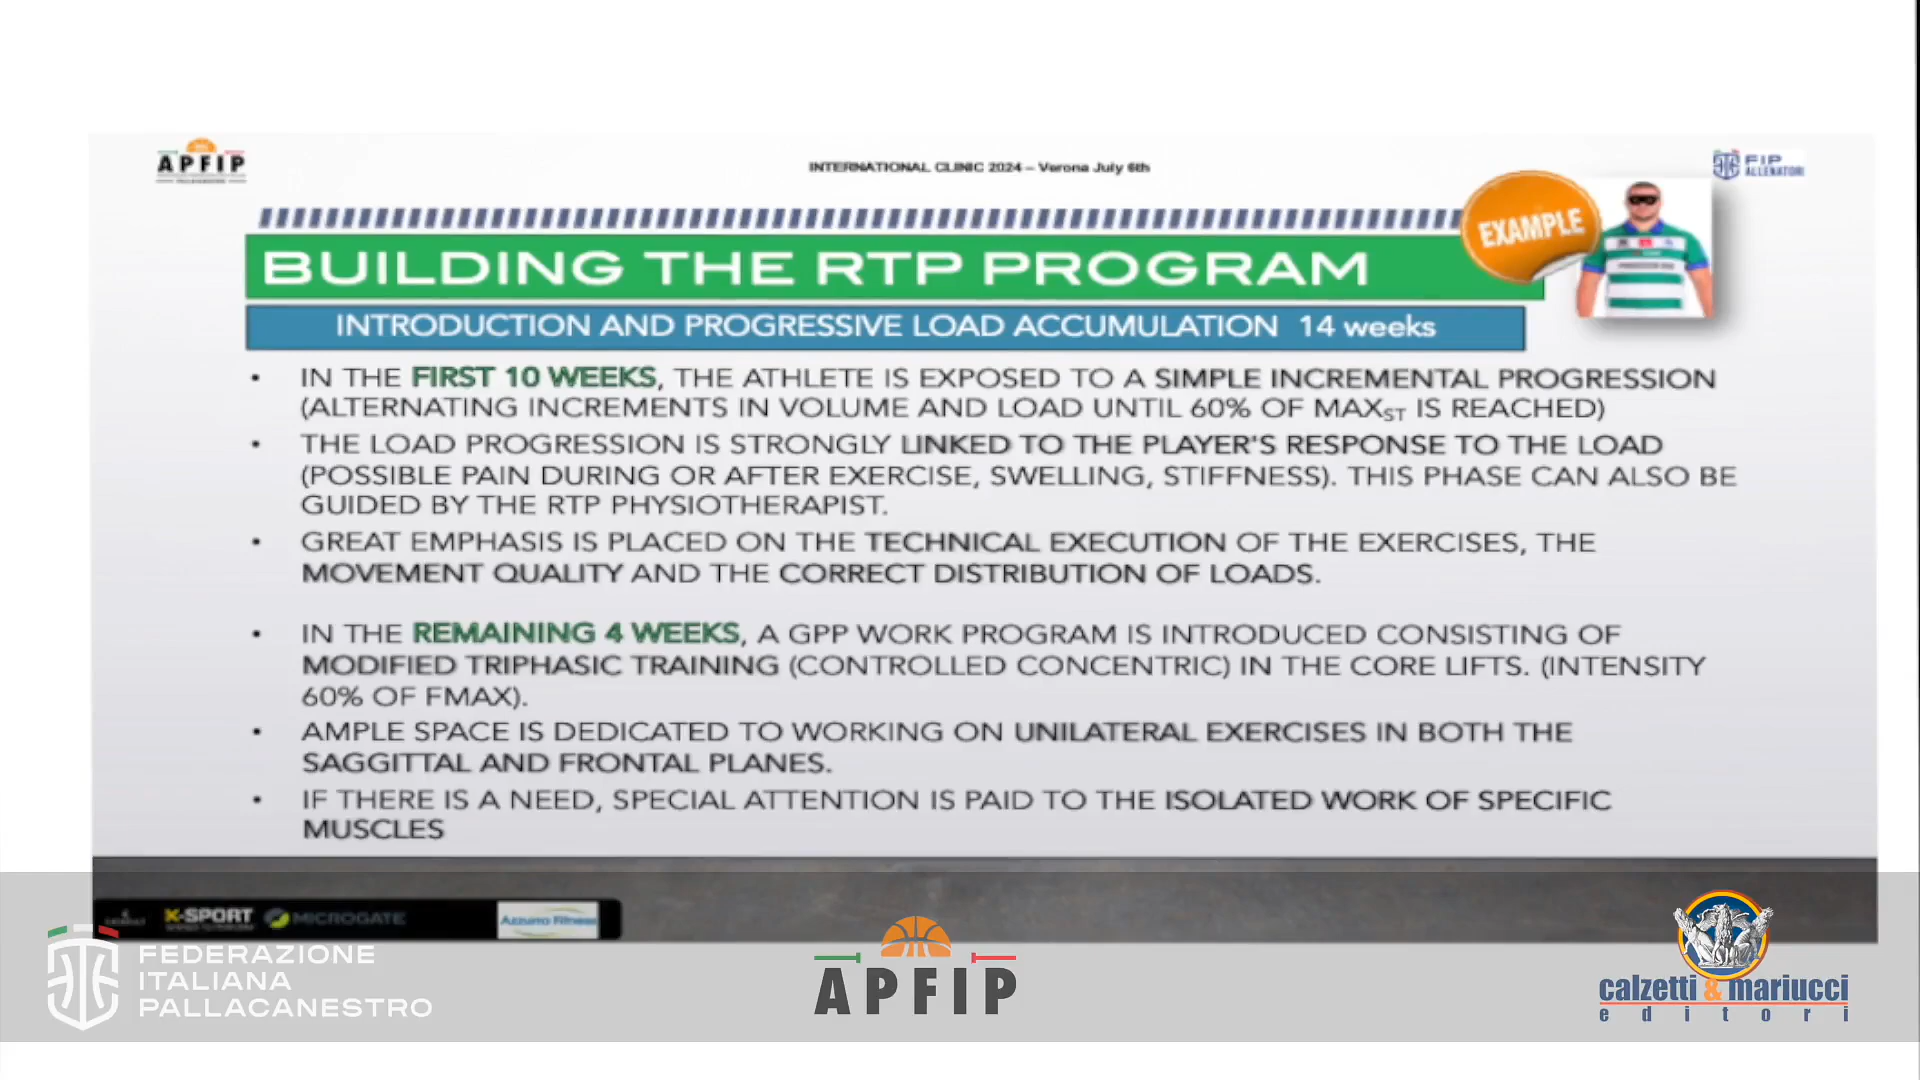 APFIP
INTERNATIONAL CLINIC 2024 – Verona July 6th
FIP
ALLENATORI
EXAMPLE
BUILDING THE RTP PROGRAM
INTRODUCTION AND PROGRESSIVE LOAD ACCUMULATION 14 weeks
• IN THE FIRST 10 WEEKS, THE ATHLETE IS EXPOSED TO A SIMPLE INCREMENTAL PROGRESSION
(ALTERNATING INCREMENTS IN VOLUME AND LOAD UNTIL 60% OF MAXST IS REACHED)
• THE LOAD PROGRESSION IS STRONGLY LINKED TO THE PLAYER'S RESPONSE TO THE LOAD
(POSSIBLE PAIN DURING OR AFTER EXERCISE, SWELLING, STIFFNESS). THIS PHASE CAN ALSO BE
GUIDED BY THE RTP PHYSIOTHERAPIST.
• GREAT EMPHASIS IS PLACED ON THE TECHNICAL EXECUTION OF THE EXERCISES, THE
MOVEMENT QUALITY AND THE CORRECT DISTRIBUTION OF LOADS.
• IN THE REMAINING 4 WEEKS, A GPP WORK PROGRAM IS INTRODUCED CONSISTING OF
MODIFIED TRIPHASIC TRAINING (CONTROLLED CONCENTRIC) IN THE CORE LIFTS. (INTENSITY
60% OF FMAX).
• AMPLE SPACE IS DEDICATED TO WORKING ON UNILATERAL EXERCISES IN BOTH THE
SAGGITTAL AND FRONTAL PLANES.
• IF THERE IS A NEED, SPECIAL ATTENTION IS PAID TO THE ISOLATED WORK OF SPECIFIC
MUSCLES
X-SPORT
MICROGATE
Azzurro Fitness
FEDERAZIONE
ITALIANA
PALLACANESTRO
APFIP
calzetti & mariucci
editori